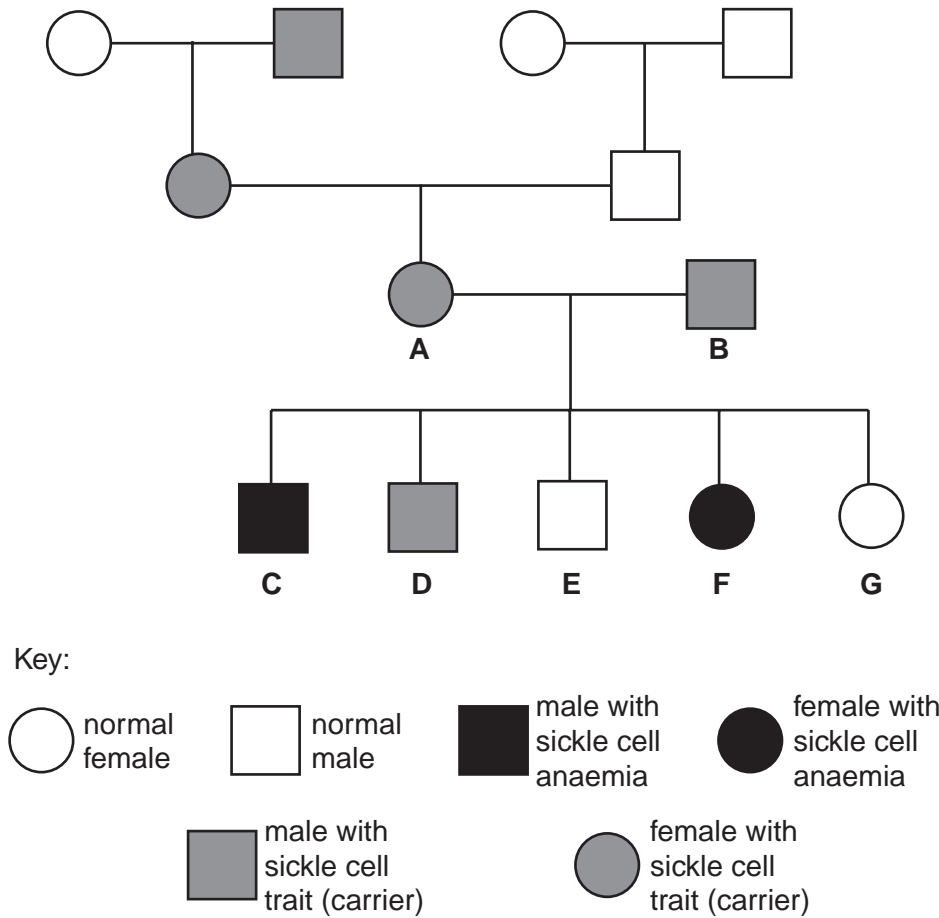 A
B
C
D
E
F
G
Key:
normal
female
normal
male
male with
sickle cell
anaemia
female with
sickle cell
anaemia
male with
sickle cell
trait (carrier)
female with
sickle cell
trait (carrier)